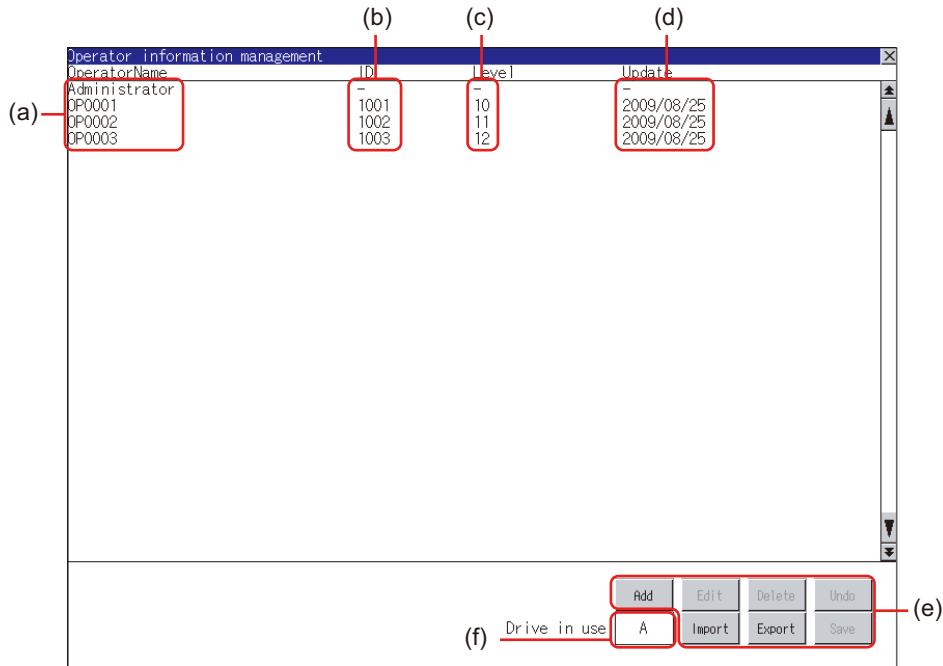 (b) (c) (d)
Operator information management
OperatorName ID Level Update
Administrator - - -
(a)
OP0001 1001 10 2009/08/25
OP0002 1002 11 2009/08/25
OP0003 1003 12 2009/08/25
Add Edit Delete Undo
(e)
(f) Drive in use A Import Export Save